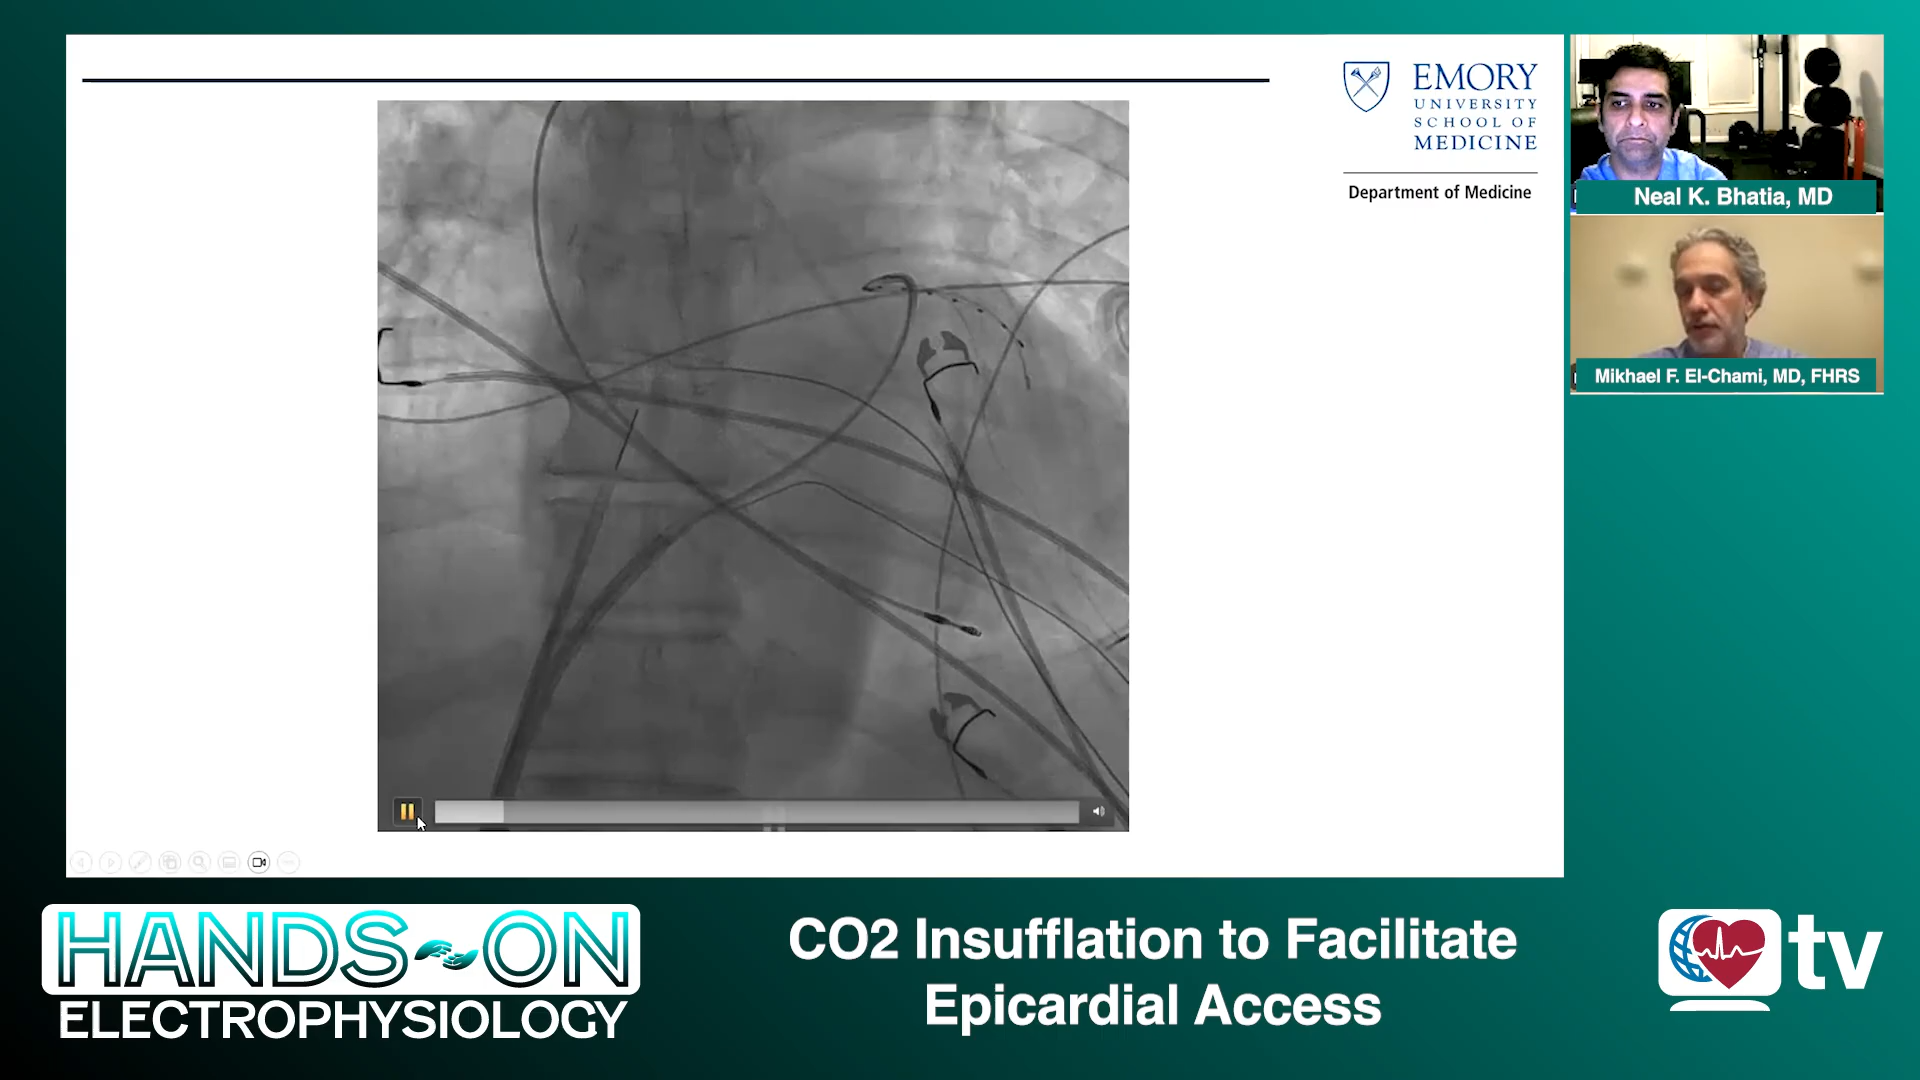 EMORY
UNIVERSITY
SCHOOL OF
MEDICINE
Department of Medicine
Neal K. Bhatia, MD
Mikhael F. El-Chami, MD, FHRS
HANDS-ON
ELECTROPHYSIOLOGY
CO2 Insufflation to Facilitate
Epicardial Access
tv